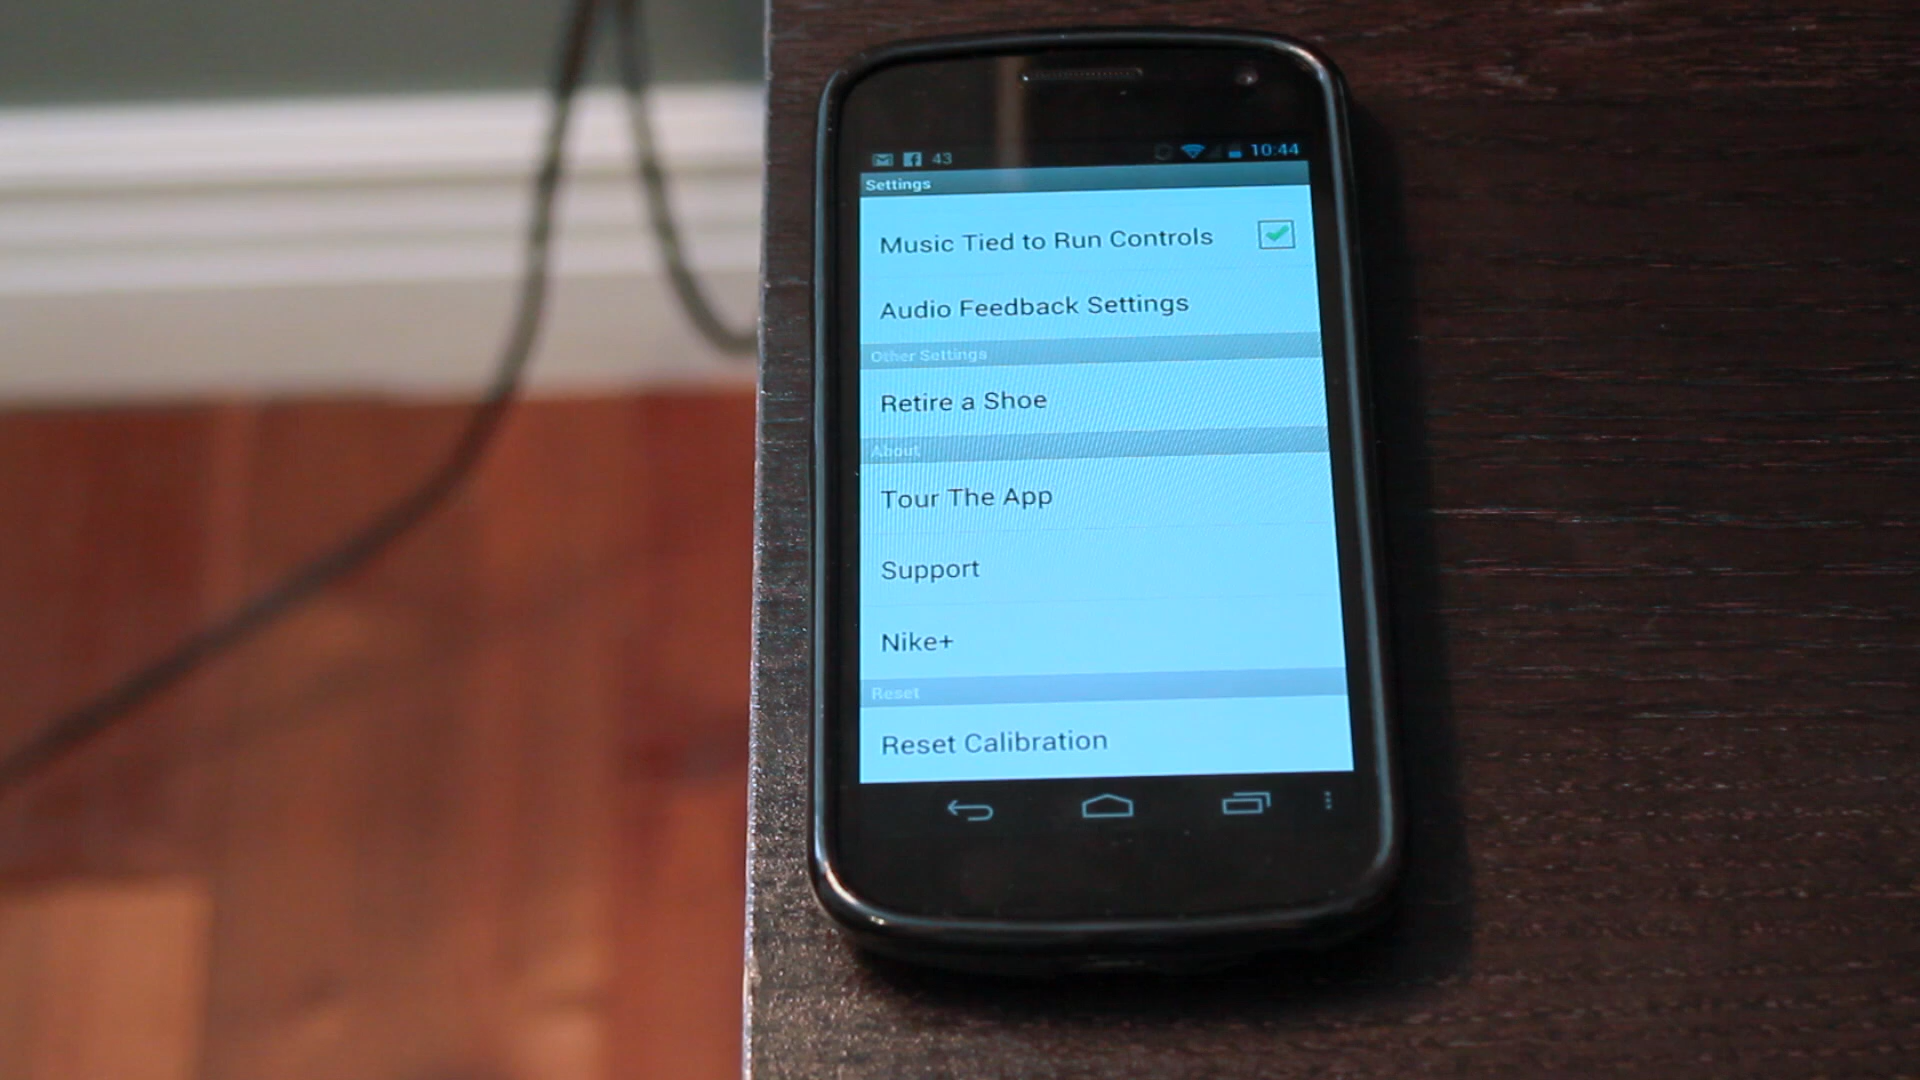 43 10:44
Settings
Music Tied to Run Controls
Audio Feedback Settings
Other Settings
Retire a Shoe
About
Tour The App
Support
Nike+
Reset
Reset Calibration